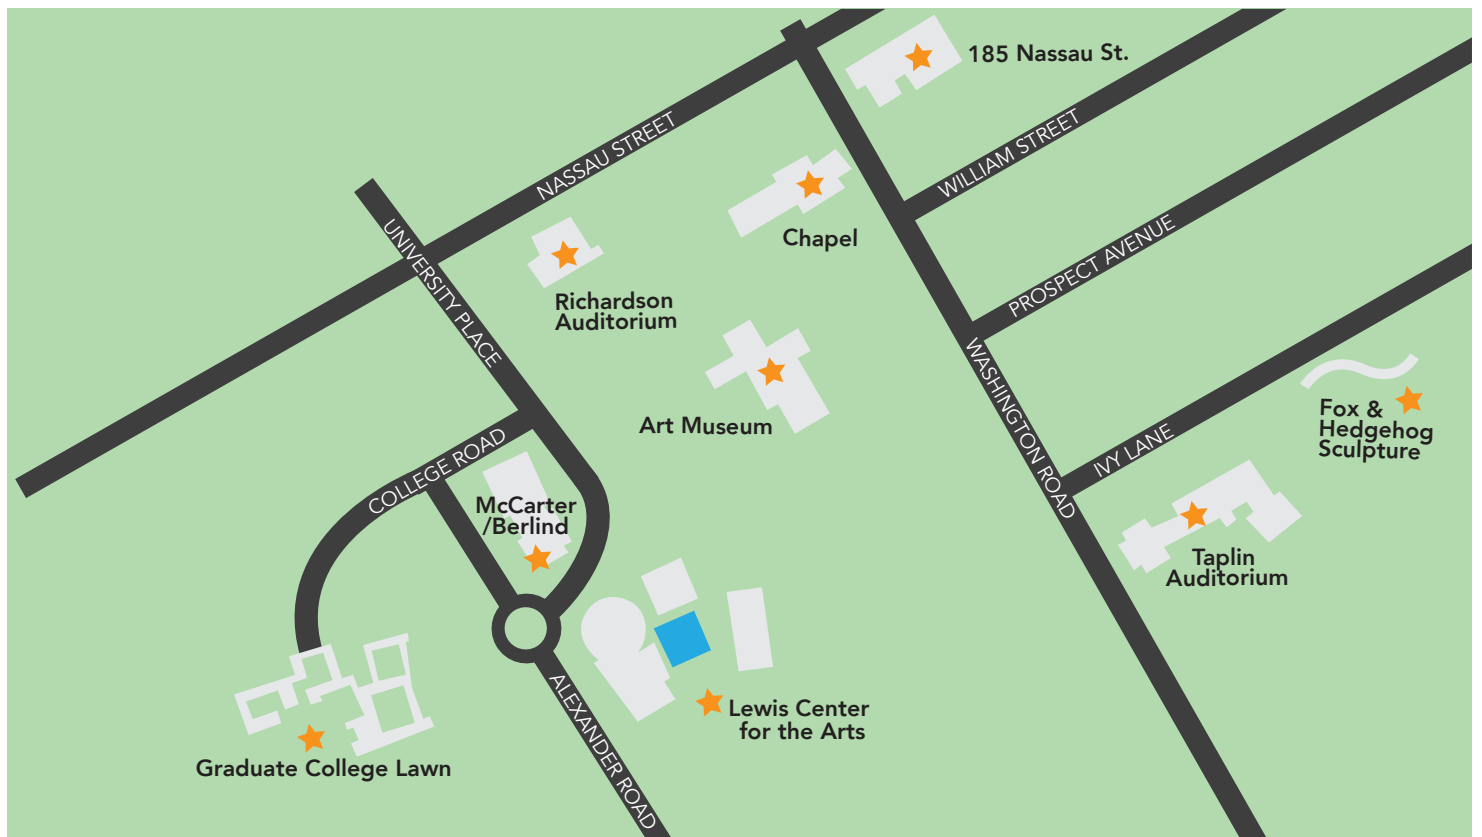 185 Nassau St.
NASSAU STREET
WILLIAM STREET
UNIVERSITY PLACE
Chapel
PROSPECT AVENUE
Richardson
Auditorium
WASHINGTON ROAD
Art Museum
IVY LANE
Fox &
Hedgehog
Sculpture
COLLEGE ROAD
McCarter
/Berlind
Taplin
Auditorium
ALEXANDER ROAD
Lewis Center
for the Arts
Graduate College Lawn